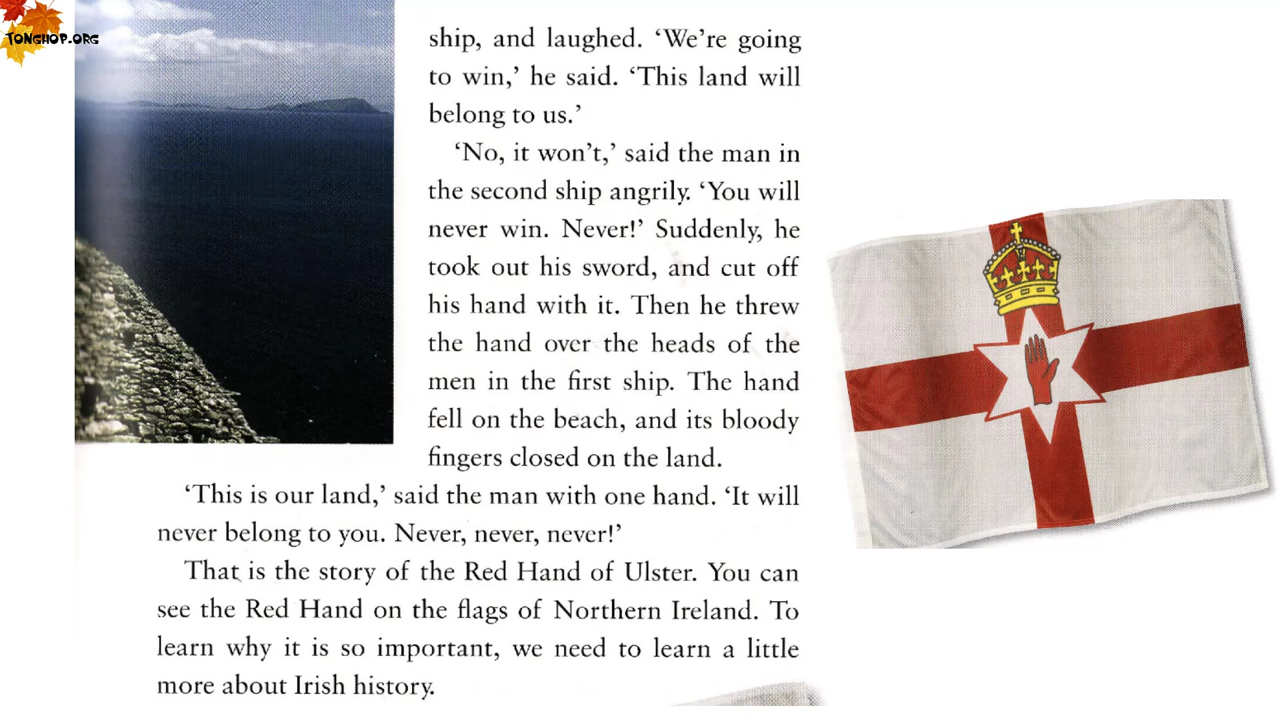 TONGHOP.ORG
ship, and laughed. ‘We’re going
to win,’ he said. ‘This land will
belong to us.’
‘No, it won’t,’ said the man in
the second ship angrily. ‘You will
never win. Never!’ Suddenly, he
took out his sword, and cut off
his hand with it. Then he threw
the hand over the heads of the
men in the first ship. The hand
fell on the beach, and its bloody
fingers closed on the land.
‘This is our land,’ said the man with one hand. ‘It will
never belong to you. Never, never, never!’
That is the story of the Red Hand of Ulster. You can
see the Red Hand on the flags of Northern Ireland. To
learn why it is so important, we need to learn a little
more about Irish history.